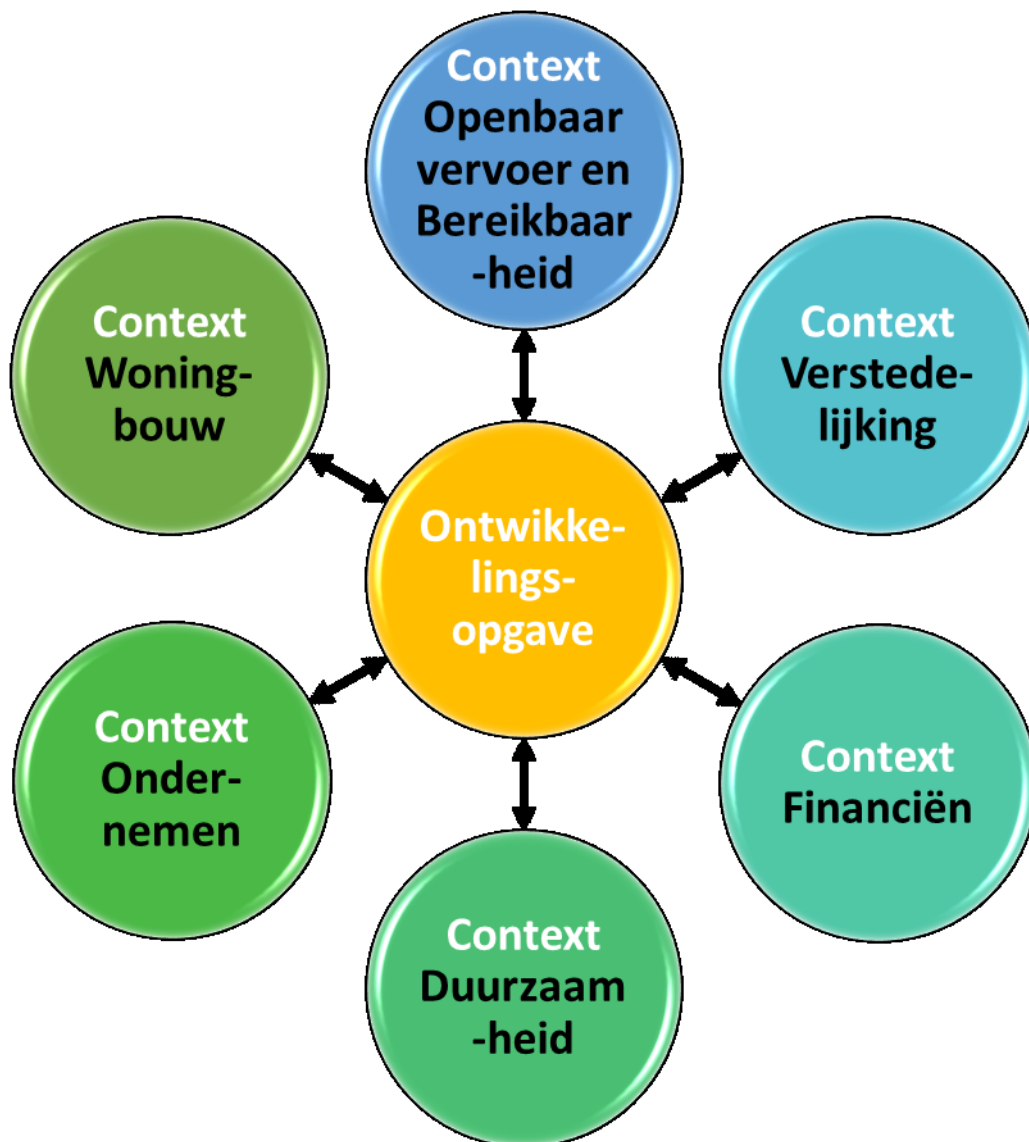 Context
Openbaar
vervoer en
Bereikbaar
-heid
Context
Woning-
bouw
Context
Verstede-
lijking
Ontwikke-
lings-
opgave
Context
Onder-
nemen
Context
Financiën
Context
Duurzaam
-heid